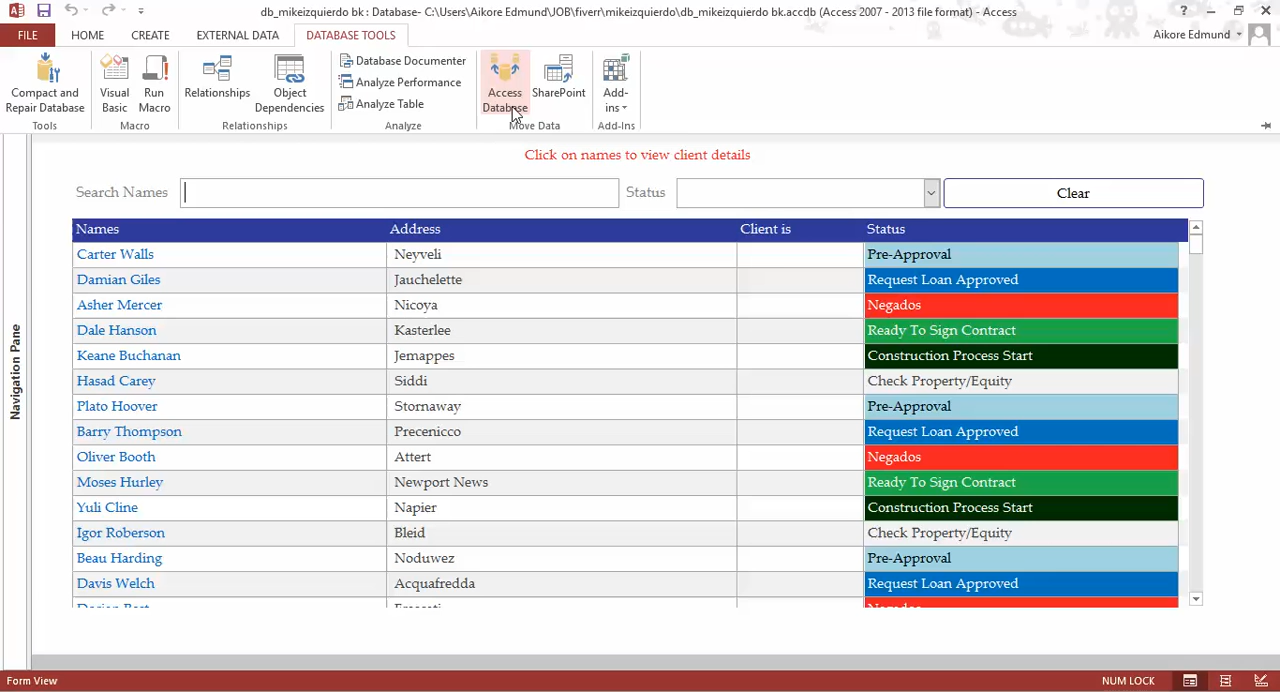 db_mikeizquierdo bk : Database- C:\Users\Aikore Edmund\JOB\fiverr\mikeizquierdo\db_mikeizquierdo bk.accdb (Access 2007 - 2013 file format) - Access
?
FILE HOME CREATE EXTERNAL DATA DATABASE TOOLS Aikore Edmund
Compact and Repair Database
Visual Basic
Run Macro
Relationships
Object Dependencies
Database Documenter
Analyze Performance
Analyze Table
Access Database
SharePoint
Add-ins
Tools Macro Relationships Analyze Move Data Add-Ins
Navigation Pane
Click on names to view client details
Search Names Status Clear
Names Address Client is Status
Carter Walls Neyveli Pre-Approval
Damian Giles Jauchelette Request Loan Approved
Asher Mercer Nicoya Negados
Dale Hanson Kasterlee Ready To Sign Contract
Keane Buchanan Jemappes Construction Process Start
Hasad Carey Siddi Check Property/Equity
Plato Hoover Stornaway Pre-Approval
Barry Thompson Precenicco Request Loan Approved
Oliver Booth Attert Negados
Moses Hurley Newport News Ready To Sign Contract
Yuli Cline Napier Construction Process Start
Igor Roberson Bleid Check Property/Equity
Beau Harding Noduwez Pre-Approval
Davis Welch Acquafredda Request Loan Approved
Negados
Form View NUM LOCK